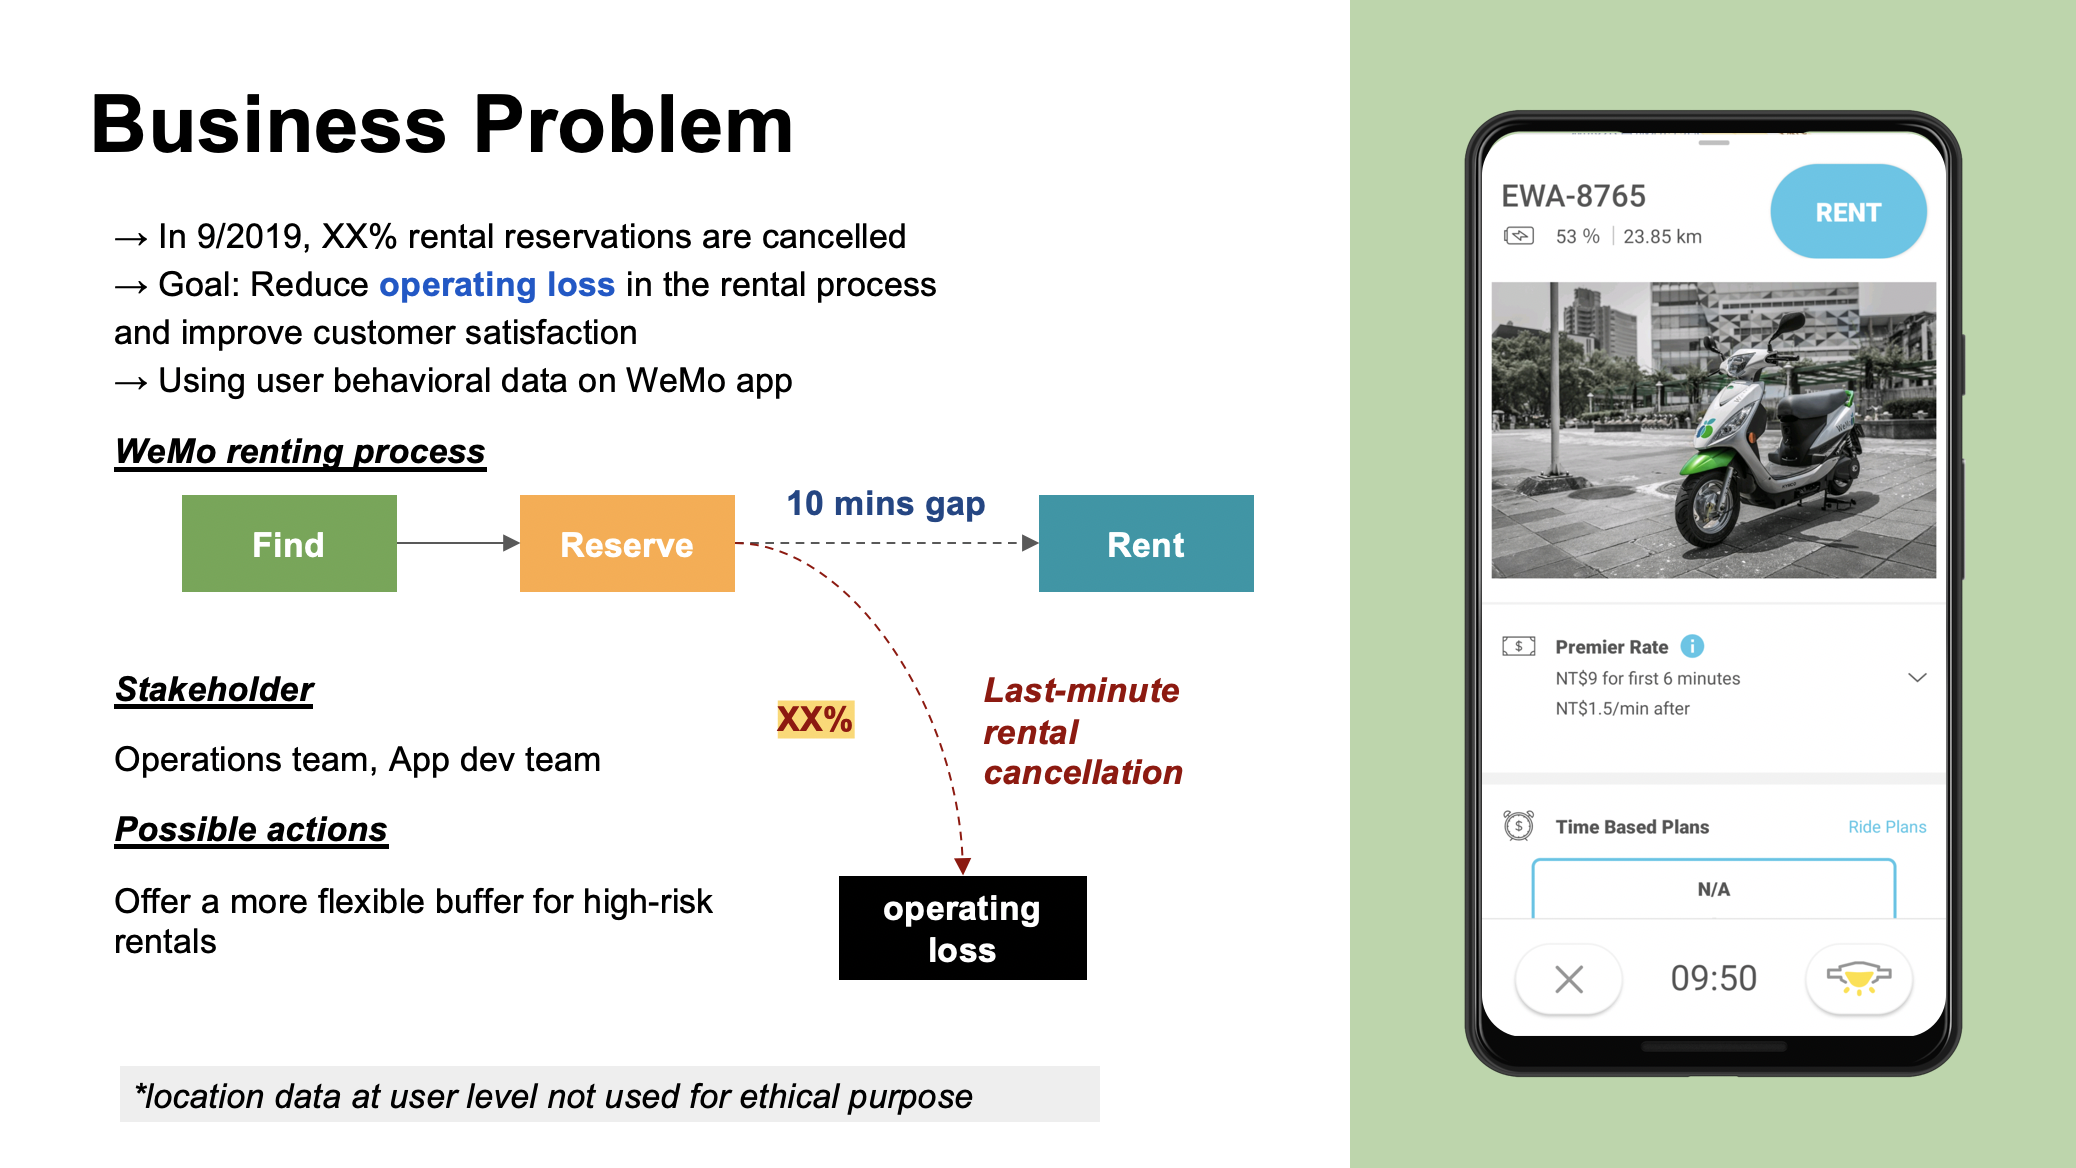 Business Problem
→ In 9/2019, XX% rental reservations are cancelled
→ Goal: Reduce operating loss in the rental process
and improve customer satisfaction
→ Using user behavioral data on WeMo app
WeMo renting process
Find
Reserve
10 mins gap
Rent
Stakeholder
Operations team, App dev team
Possible actions
Offer a more flexible buffer for high-risk
rentals
XX%
Last-minute
rental
cancellation
operating
loss
*location data at user level not used for ethical purpose
EWA-8765
53 % | 23.85 km
RENT
Premier Rate i
NT$9 for first 6 minutes
NT$1.5/min after
Time Based Plans
Ride Plans
N/A
09:50